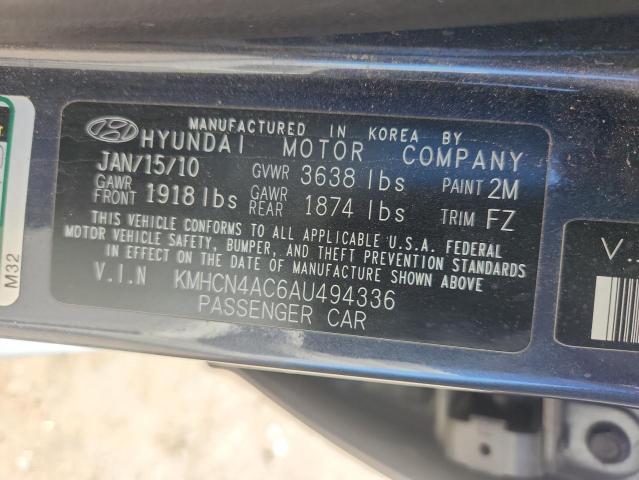 MANUFACTURED IN KOREA BY
HYUNDAI MOTOR COMPANY
JAN/15/10 GVWR 3638 lbs PAINT 2M
GAWR FRONT 1918 lbs GAWR REAR 1874 lbs TRIM FZ
THIS VEHICLE CONFORMS TO ALL APPLICABLE U.S.A. FEDERAL
MOTOR VEHICLE SAFETY, BUMPER, AND THEFT PREVENTION STANDARDS
IN EFFECT ON THE DATE OF MANUFACTURE SHOWN ABOVE
V.I.N KMHCN4AC6AU494336
PASSENGER CAR
M32
V.